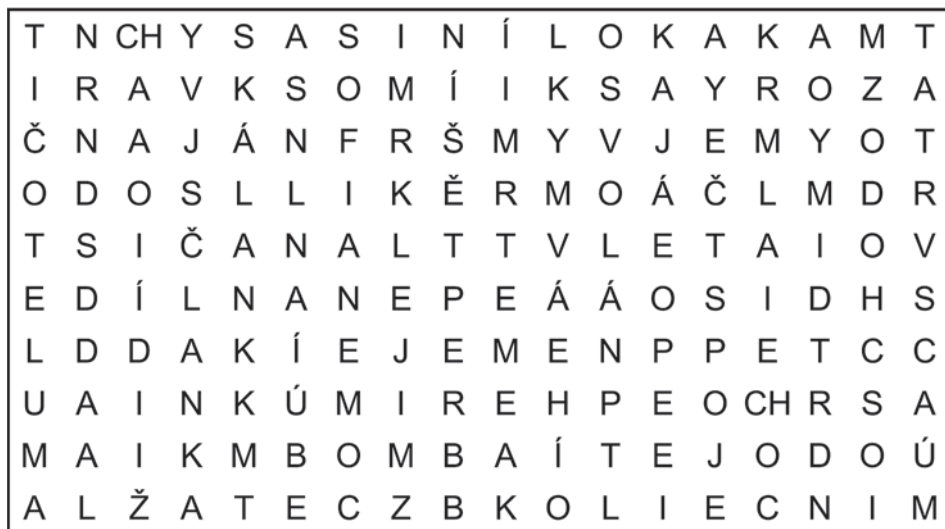 T N CH Y S A S I N Í L O K A K A M T
I R A V K S O M Í I K S A Y R O Z A
Č N A J Á N F R Š M Y V J E M Y O T
O D O S L L I K Ě R M O Á Č L M D R
T S I Č A N A L T T V L E T A I O V
E D Í L N A N E P E Á Á O S I D H S
L D D A K Í E J E M E N P P E T C C
U A I N K Ú M I R E H P E O CH R S A
M A I K M B O M B A Í T E J O D O Ú
A L Ž A T E C Z B K O L I E C N I M